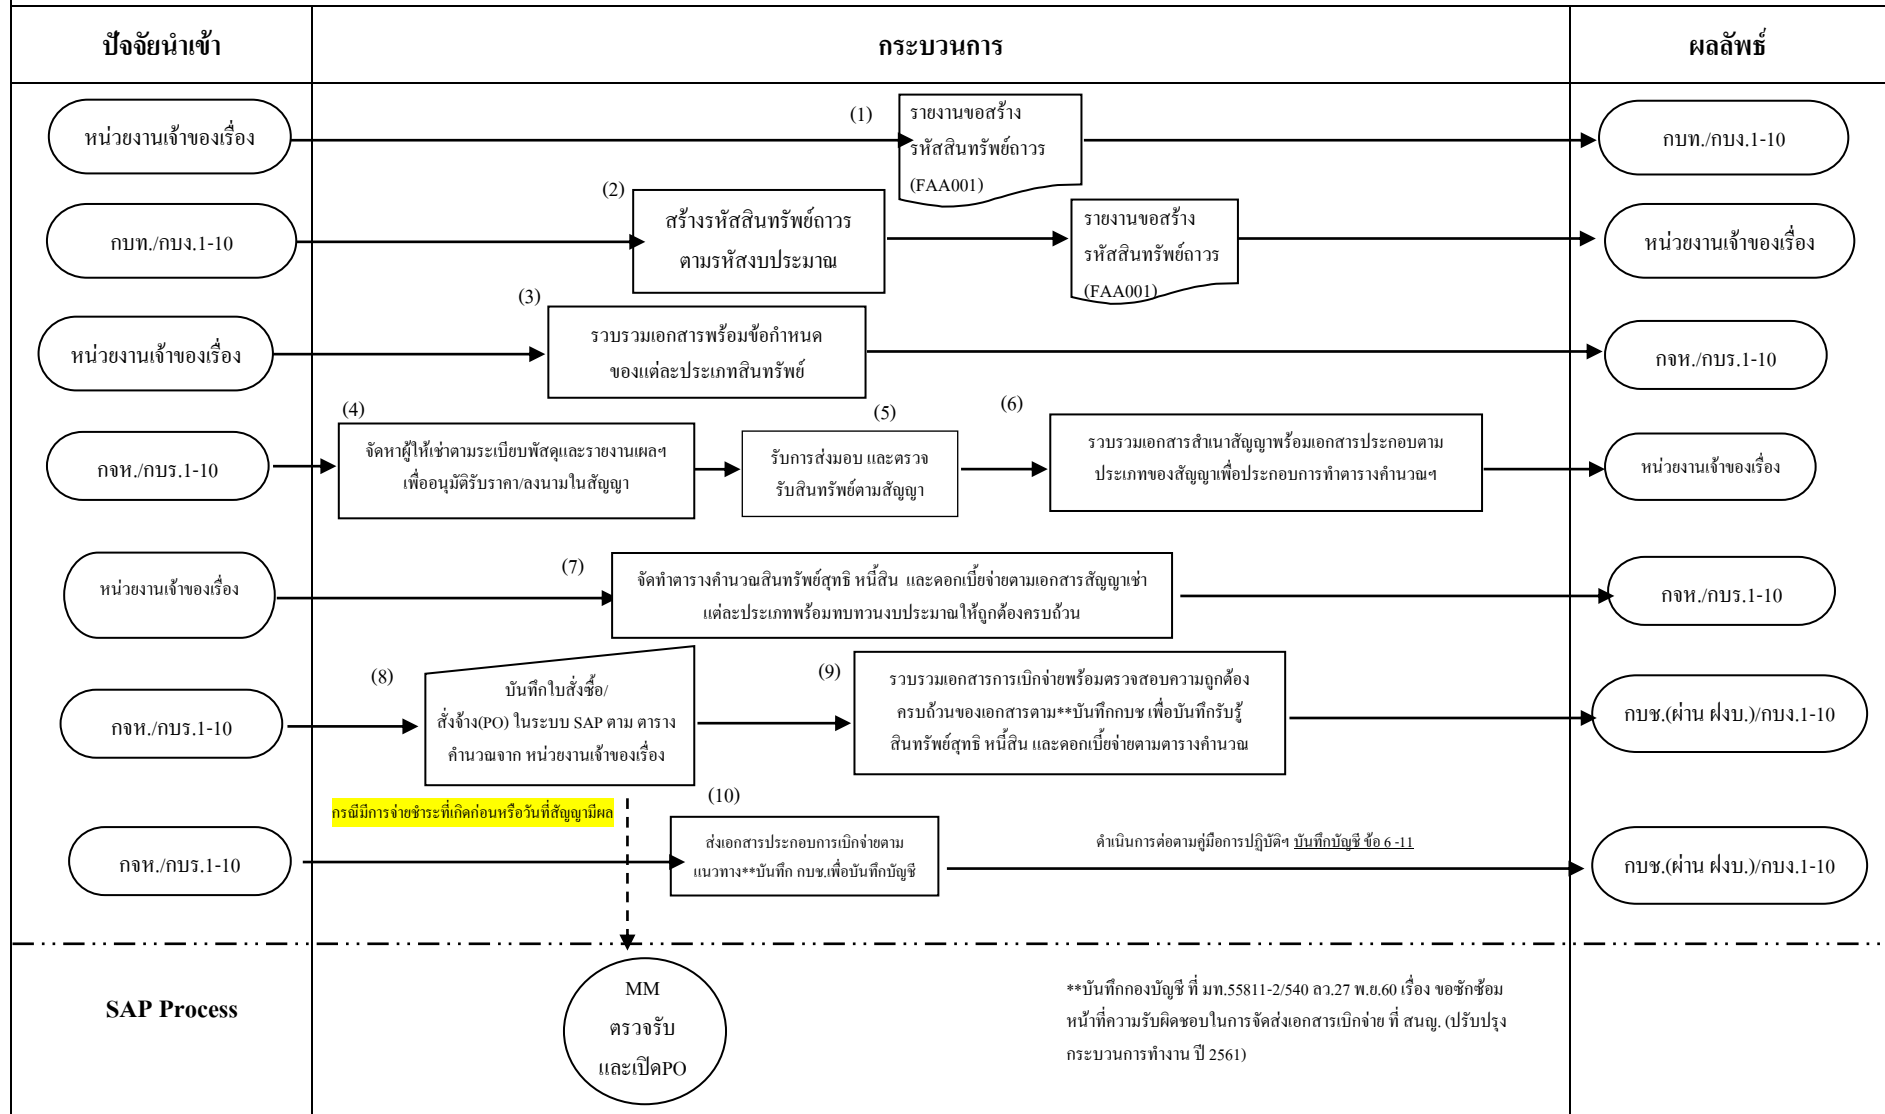 ปัจจัยนำเข้า
กระบวนการ
ผลลัพธ์
หน่วยงานเจ้าของเรื่อง
(1)
รายงานขอสร้าง
รหัสสินทรัพย์ถาวร
(FAA001)
กบท./กบง.1-10
กบท./กบง.1-10
(2)
สร้างรหัสสินทรัพย์ถาวร
ตามรหัสงบประมาณ
รายงานขอสร้าง
รหัสสินทรัพย์ถาวร
(FAA001)
หน่วยงานเจ้าของเรื่อง
หน่วยงานเจ้าของเรื่อง
(3)
รวบรวมเอกสารพร้อมข้อกำหนด
ของแต่ละประเภทสินทรัพย์
กจห./กบร.1-10
กจห./กบร.1-10
(4)
จัดหาผู้ให้เช่าตามระเบียบพัสดุและรายงานเผลฯ
เพื่ออนุมัติรับราคา/ลงนามในสัญญา
(5)
รับการส่งมอบ และตรวจ
รับสินทรัพย์ตามสัญญา
(6)
รวบรวมเอกสารสำเนาสัญญาพร้อมเอกสารประกอบตาม
ประเภทของสัญญาเพื่อประกอบการทำตารางคำนวณฯ
หน่วยงานเจ้าของเรื่อง
หน่วยงานเจ้าของเรื่อง
(7)
จัดทำตารางคำนวณสินทรัพย์สุทธิ หนี้สิน และดอกเบี้ยจ่ายตามเอกสารสัญญาเช่า
แต่ละประเภทพร้อมทบทวนงบประมาณให้ถูกต้องครบถ้วน
กจห./กบร.1-10
กจห./กบร.1-10
(8)
บันทึกใบสั่งซื้อ/
สั่งจ้าง(PO) ในระบบ SAP ตาม ตาราง
คำนวณจาก หน่วยงานเจ้าของเรื่อง
(9)
รวบรวมเอกสารการเบิกจ่ายพร้อมตรวจสอบความถูกต้อง
ครบถ้วนของเอกสารตาม**บันทึกกบช เพื่อบันทึกรับรู้
สินทรัพย์สุทธิ หนี้สิน และดอกเบี้ยจ่ายตามตารางคำนวณ
กบช.(ผ่าน ฝงบ.)/กบง.1-10
กรณีมีการจ่ายชำระที่เกิดก่อนหรือวันที่สัญญามีผล
กจห./กบร.1-10
(10)
ส่งเอกสารประกอบการเบิกจ่ายตาม
แนวทาง**บันทึก กบช.เพื่อบันทึกบัญชี
ดำเนินการต่อตามคู่มือการปฏิบัติฯ บันทึกบัญชี ข้อ 6 -11
กบช.(ผ่าน ฝงบ.)/กบง.1-10
SAP Process
MM
ตรวจรับ
และเปิดPO
**บันทึกกองบัญชี ที่ มท.55811-2/540 ลว.27 พ.ย.60 เรื่อง ขอซักซ้อม
หน้าที่ความรับผิดชอบในการจัดส่งเอกสารเบิกจ่าย ที่ สนญ. (ปรับปรุง
กระบวนการทำงาน ปี 2561)